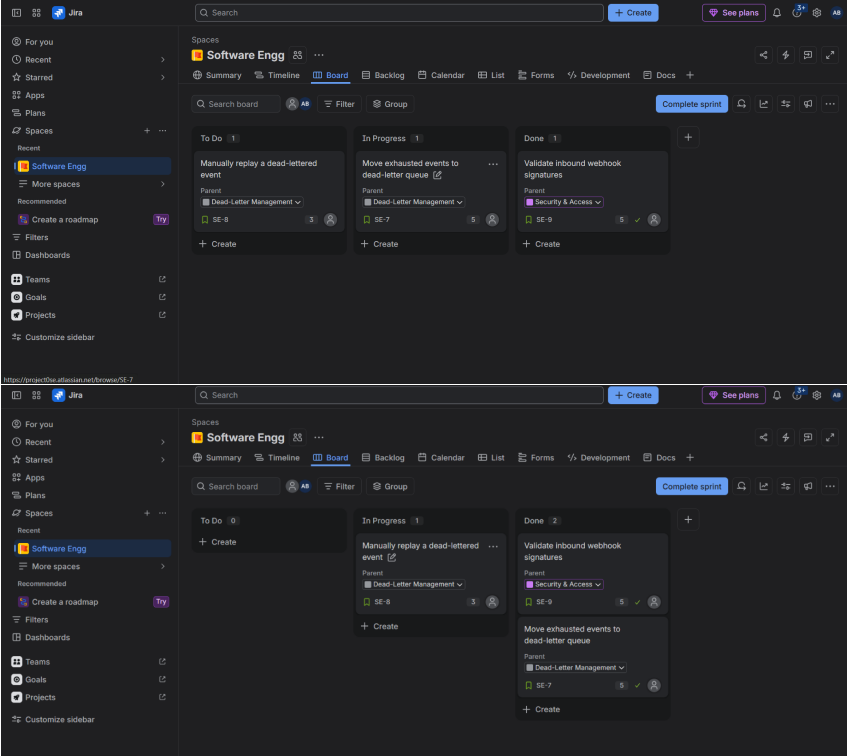 Jira
Search
+ Create
See plans
3+
AB
For you
Recent
Starred
Apps
Plans
Spaces
Recent
Software Engg
More spaces
Recommended
Create a roadmap
Try
Filters
Dashboards
Teams
Goals
Projects
Customize sidebar
https://project0se.atlassian.net/browse/SE-7
Spaces
Software Engg
Summary Timeline Board Backlog Calendar List Forms Development Docs
Search board
AB
Filter
Group
Complete sprint
To Do 1
Manually replay a dead-lettered
event
Parent
Dead-Letter Management
SE-8 3
+ Create
In Progress 1
Move exhausted events to
dead-letter queue
Parent
Dead-Letter Management
SE-7 5
+ Create
Done 1
Validate inbound webhook
signatures
Parent
Security & Access
SE-9 5
+ Create
Jira
Search
+ Create
See plans
3+
AB
For you
Recent
Starred
Apps
Plans
Spaces
Recent
Software Engg
More spaces
Recommended
Create a roadmap
Try
Filters
Dashboards
Teams
Goals
Projects
Customize sidebar
Spaces
Software Engg
Summary Timeline Board Backlog Calendar List Forms Development Docs
Search board
AB
Filter
Group
Complete sprint
To Do 0
+ Create
In Progress 1
Manually replay a dead-lettered
event
Parent
Dead-Letter Management
SE-8 3
+ Create
Done 2
Validate inbound webhook
signatures
Parent
Security & Access
SE-9 5
Move exhausted events to
dead-letter queue
Parent
Dead-Letter Management
SE-7 5
+ Create